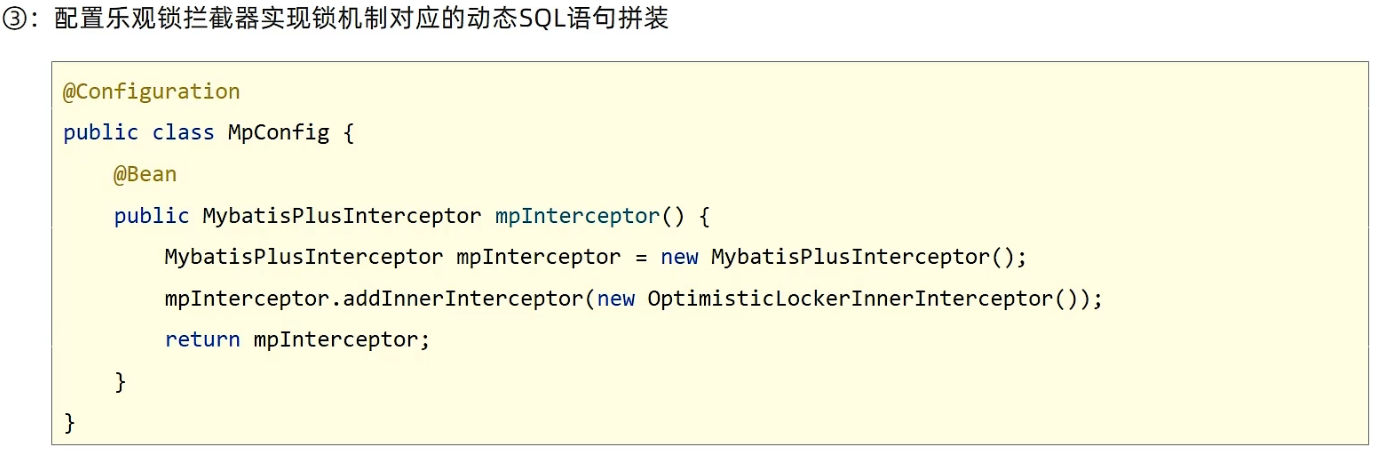 ③：配置乐观锁拦截器实现锁机制对应的动态SQL语句拼装
@Configuration
public class MpConfig {
    @Bean
    public MybatisPlusInterceptor mpInterceptor() {
        MybatisPlusInterceptor mpInterceptor = new MybatisPlusInterceptor();
        mpInterceptor.addInnerInterceptor(new OptimisticLockerInnerInterceptor());
        return mpInterceptor;
    }
}